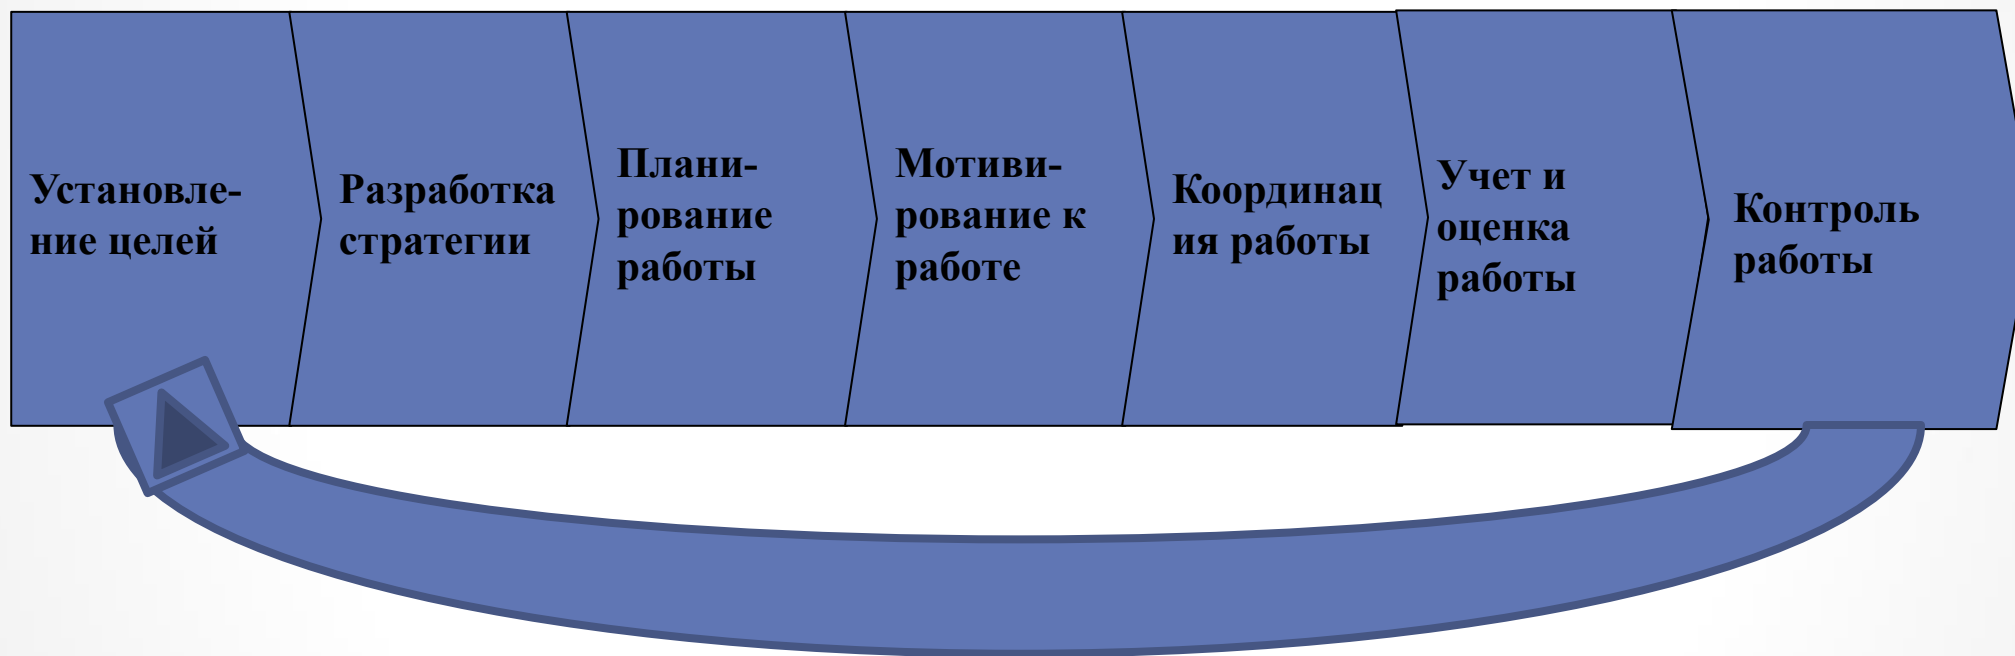 Установле-
ние целей
Разработка
стратегии
Плани-
рование
работы
Мотиви-
рование к
работе
Координац
ия работы
Учет и
оценка
работы
Контроль
работы